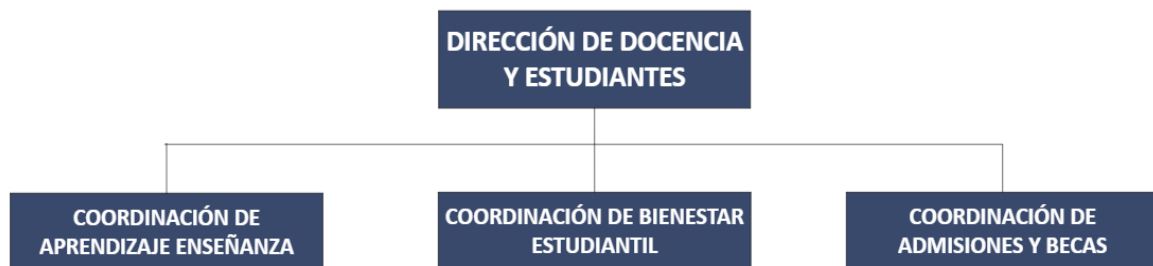 DIRECCIÓN DE DOCENCIA
Y ESTUDIANTES
COORDINACIÓN DE
APRENDIZAJE ENSEÑANZA
COORDINACIÓN DE BIENESTAR
ESTUDIANTIL
COORDINACIÓN DE
ADMISIONES Y BECAS